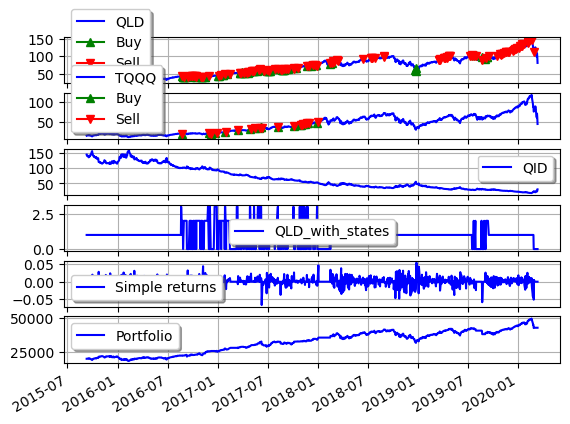 QLD
Buy
Sell
150
100
50
TQQQ
Buy
Sell
100
50
150
100
50
QID
2.5
0.0
QLD_with_states
0.05
0.00
−0.05
Simple returns
50000
25000
Portfolio
2015-07 2016-01 2016-07 2017-01 2017-07 2018-01 2018-07 2019-01 2019-07 2020-01